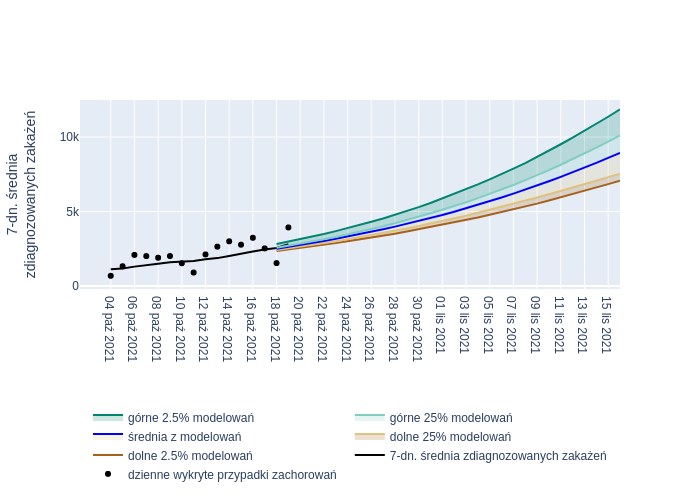 7-dn. średnia
zdiagnozowanych zakażeń
10k
5k
0
04 paź 2021
06 paź 2021
08 paź 2021
10 paź 2021
12 paź 2021
14 paź 2021
16 paź 2021
18 paź 2021
20 paź 2021
22 paź 2021
24 paź 2021
26 paź 2021
28 paź 2021
30 paź 2021
01 lis 2021
03 lis 2021
05 lis 2021
07 lis 2021
09 lis 2021
11 lis 2021
13 lis 2021
15 lis 2021
górne 2.5% modelowań
górne 25% modelowań
średnia z modelowań
dolne 25% modelowań
dolne 2.5% modelowań
7-dn. średnia zdiagnozowanych zakażeń
dzienne wykryte przypadki zachorowań